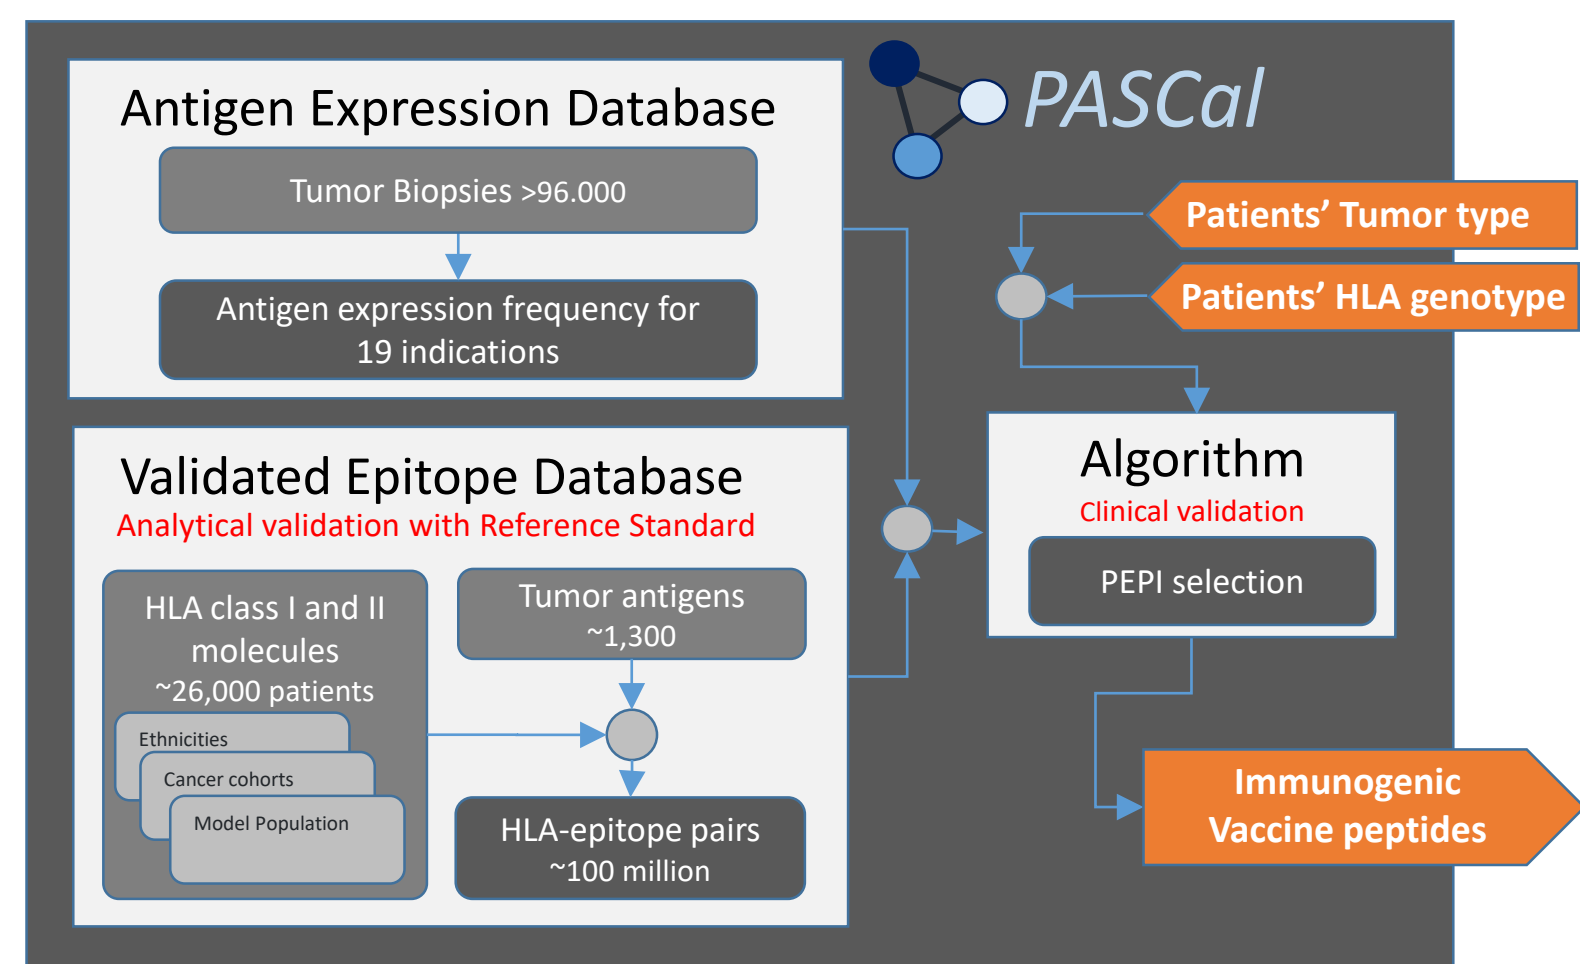 Antigen Expression Database
Tumor Biopsies >96.000
Antigen expression frequency for
19 indications
Validated Epitope Database
Analytical validation with Reference Standard
HLA class I and II
molecules
~26,000 patients
Ethnicities
Cancer cohorts
Model Population
Tumor antigens
~1,300
HLA-epitope pairs
~100 million
PASCal
Patients’ Tumor type
Patients’ HLA genotype
Algorithm
Clinical validation
PEPI selection
Immunogenic
Vaccine peptides